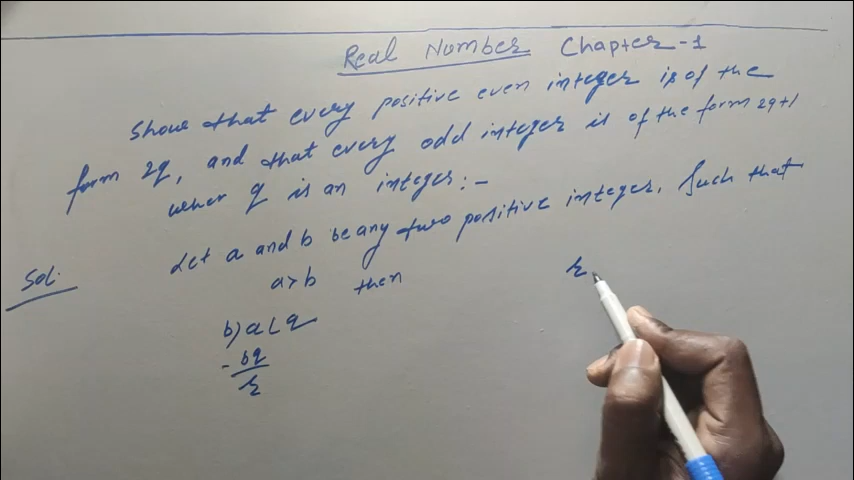 Real Number Chapter-1
Show that every positive even integer is of the
form 2q, and that every odd integer is of the form 2q+1
wher q is an integer:-
Sol. Let a and b be any two positive integer, Such that
a>b then
b)a(q
-bq
r
r